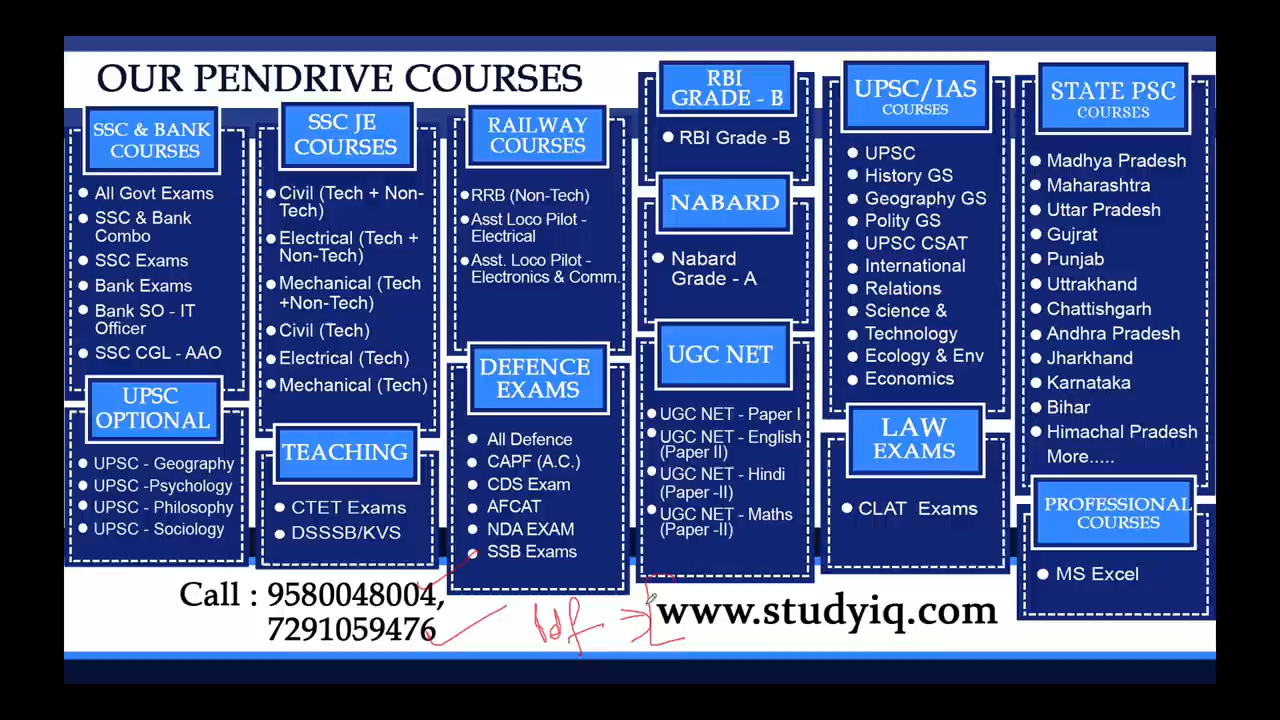 OUR PENDRIVE COURSES
SSC & BANK
COURSES
All Govt Exams
SSC & Bank
Combo
SSC Exams
Bank Exams
Bank SO - IT
Officer
SSC CGL - AAO
UPSC
OPTIONAL
UPSC - Geography
UPSC -Psychology
UPSC - Philosophy
UPSC - Sociology
SSC JE
COURSES
Civil (Tech + Non-
Tech)
Electrical (Tech +
Non-Tech)
Mechanical (Tech
+Non-Tech)
Civil (Tech)
Electrical (Tech)
Mechanical (Tech)
TEACHING
CTET Exams
DSSSB/KVS
RAILWAY
COURSES
RRB (Non-Tech)
Asst Loco Pilot -
Electrical
Asst. Loco Pilot -
Electronics & Comm.
DEFENCE
EXAMS
All Defence
CAPF (A.C.)
CDS Exam
AFCAT
NDA EXAM
SSB Exams
RBI
GRADE - B
RBI Grade -B
NABARD
Nabard
Grade - A
UGC NET
UGC NET - Paper I
UGC NET - English
(Paper II)
UGC NET - Hindi
(Paper -II)
UGC NET - Maths
(Paper -II)
UPSC/IAS
COURSES
UPSC
History GS
Geography GS
Polity GS
UPSC CSAT
International
Relations
Science &
Technology
Ecology & Env
Economics
LAW
EXAMS
CLAT Exams
STATE PSC
COURSES
Madhya Pradesh
Maharashtra
Uttar Pradesh
Gujrat
Punjab
Uttrakhand
Chattishgarh
Andhra Pradesh
Jharkhand
Karnataka
Bihar
Himachal Pradesh
More.....
PROFESSIONAL
COURSES
MS Excel
Call : 9580048004,
7291059476
pdf
www.studyiq.com